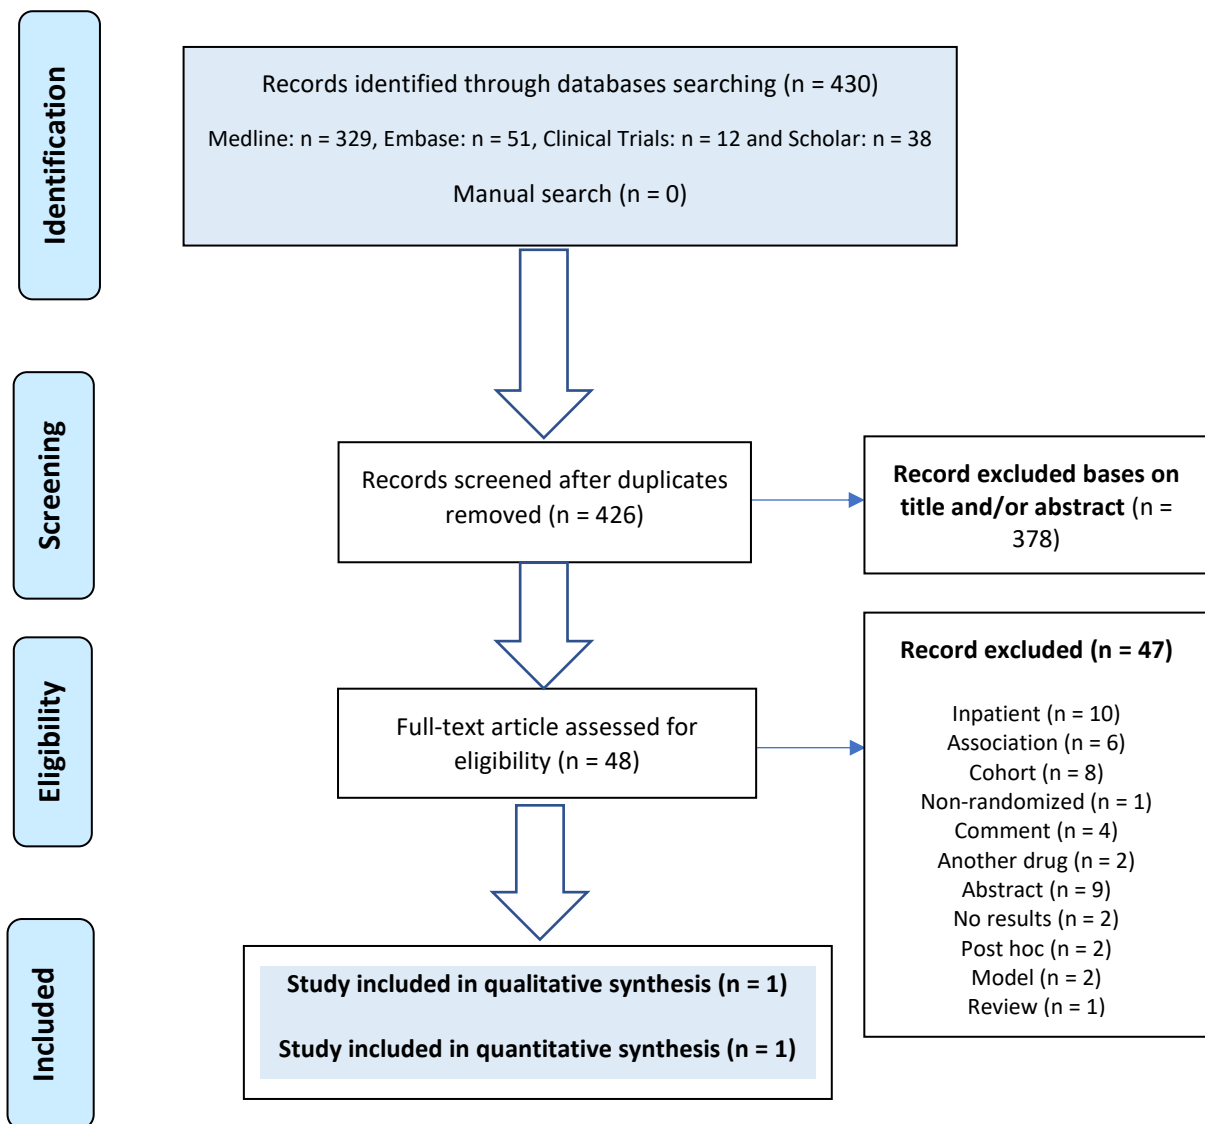 Identification
Records identified through databases searching (n = 430)
Medline: n = 329, Embase: n = 51, Clinical Trials: n = 12 and Scholar: n = 38
Manual search (n = 0)
Screening
Records screened after duplicates
removed (n = 426)
Record excluded bases on
title and/or abstract (n =
378)
Eligibility
Full-text article assessed for
eligibility (n = 48)
Record excluded (n = 47)
Inpatient (n = 10)
Association (n = 6)
Cohort (n = 8)
Non-randomized (n = 1)
Comment (n = 4)
Another drug (n = 2)
Abstract (n = 9)
No results (n = 2)
Post hoc (n = 2)
Model (n = 2)
Review (n = 1)
Included
Study included in qualitative synthesis (n = 1)
Study included in quantitative synthesis (n = 1)